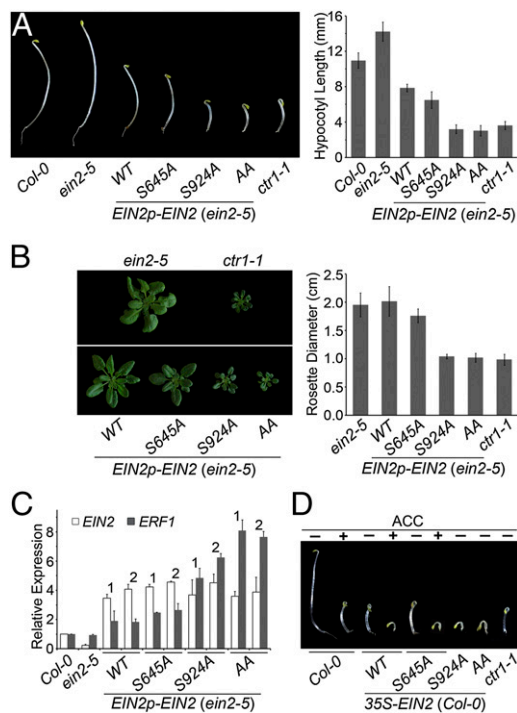 A
Col-0
ein2-5
WT
S645A
S924A
AA
ctr1-1
EIN2p-EIN2 (ein2-5)
Hypocotyl Length (mm)
16
12
8
4
0
Col-0
ein2-5
WT
S645A
S924A
AA
ctr1-1
EIN2p-EIN2 (ein2-5)
B
ein2-5
ctr1-1
WT
S645A
S924A
AA
EIN2p-EIN2 (ein2-5)
Rosette Diameter (cm)
2.5
2.0
1.5
1.0
0.5
0
ein2-5
WT
S645A
S924A
AA
ctr1-1
EIN2p-EIN2 (ein2-5)
C
EIN2 ERF1
Relative Expression
8
6
4
2
0
1 2 1 2 1 2 1 2
Col-0
ein2-5
WT
S645A
S924A
AA
EIN2p-EIN2 (ein2-5)
D
ACC
– + – + – + – – –
Col-0
WT
S645A
S924A
AA
ctr1-1
35S-EIN2 (Col-0)